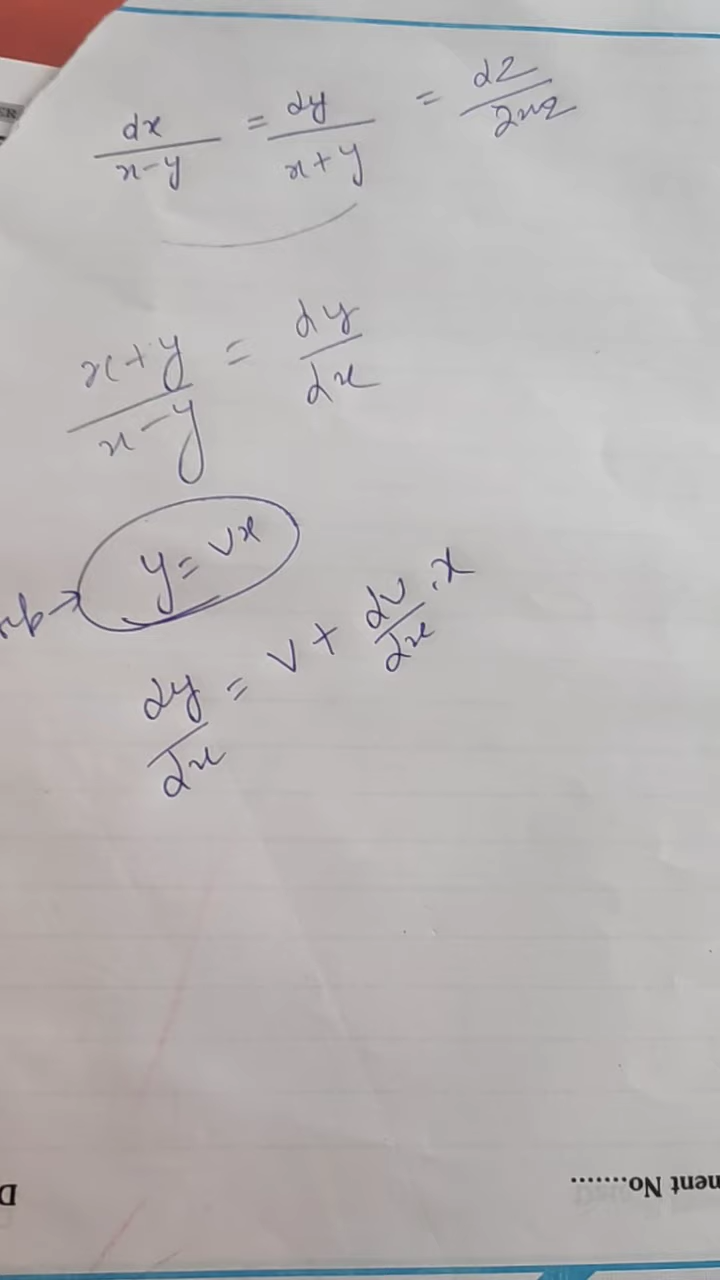 dx/(x-y) = dy/(x+y) = dz/(2xz)
(x+y)/(x-y) = dy/dx
y = vx
dy/dx = v + dv/dx . x
ment No.......
D